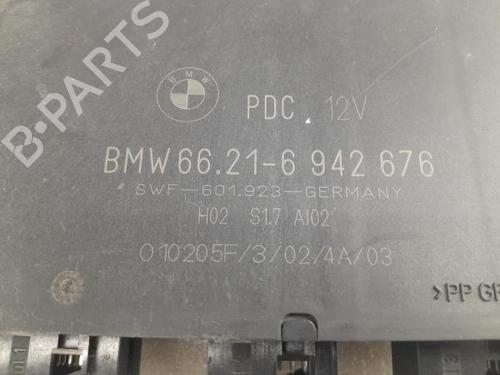 B-PARTS
BMW
PDC 12V
BMW 66.21-6 942 676
SWF-601.923-GERMANY
H02 S1.7 AI02
010205F/3/02/4A/03
>PP GF